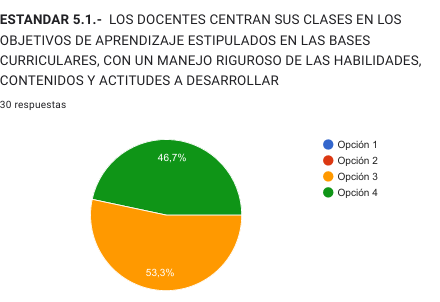 ESTANDAR 5.1.- LOS DOCENTES CENTRAN SUS CLASES EN LOS
OBJETIVOS DE APRENDIZAJE ESTIPULADOS EN LAS BASES
CURRICULARES, CON UN MANEJO RIGUROSO DE LAS HABILIDADES,
CONTENIDOS Y ACTITUDES A DESARROLLAR
30 respuestas
46,7%
53,3%
Opción 1
Opción 2
Opción 3
Opción 4